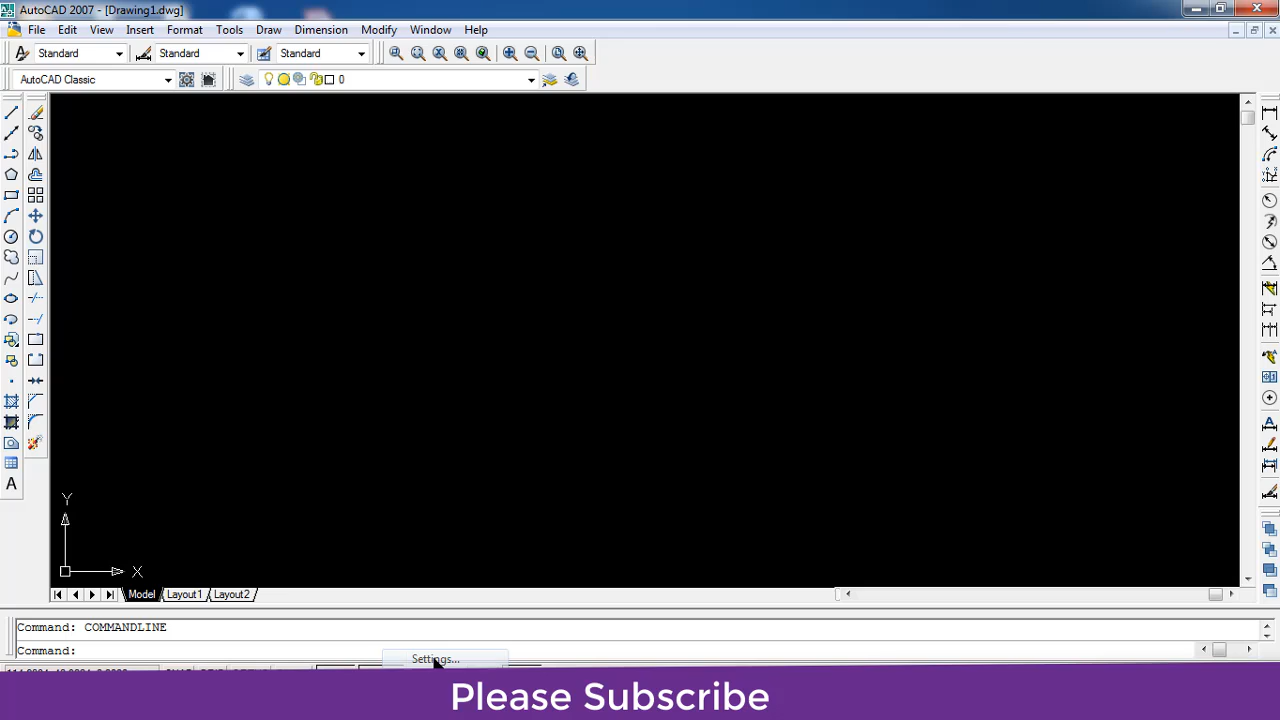 AutoCAD 2007 - [Drawing1.dwg]
File Edit View Insert Format Tools Draw Dimension Modify Window Help
Standard Standard Standard
AutoCAD Classic 0
Y
X
A
Model Layout1 Layout2
Command: COMMANDLINE
Command:
Settings...
Please Subscribe